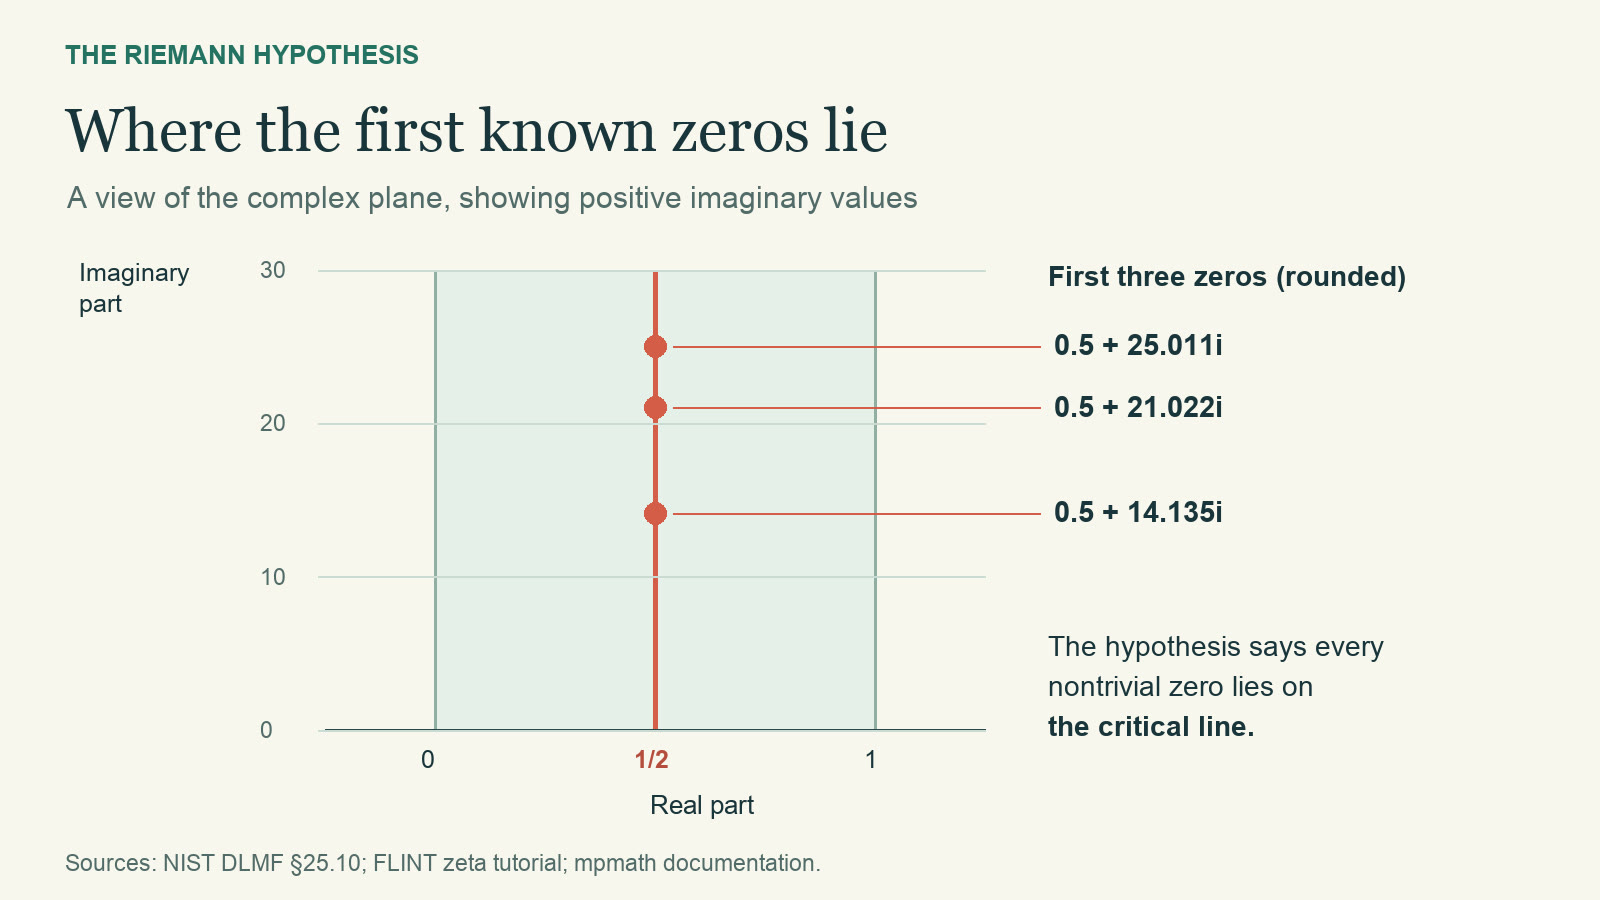 THE RIEMANN HYPOTHESIS
Where the first known zeros lie
A view of the complex plane, showing positive imaginary values
Imaginary
part
30
20
10
0
0
1/2
1
Real part
First three zeros (rounded)
0.5 + 25.011i
0.5 + 21.022i
0.5 + 14.135i
The hypothesis says every
nontrivial zero lies on
the critical line.
Sources: NIST DLMF §25.10; FLINT zeta tutorial; mpmath documentation.